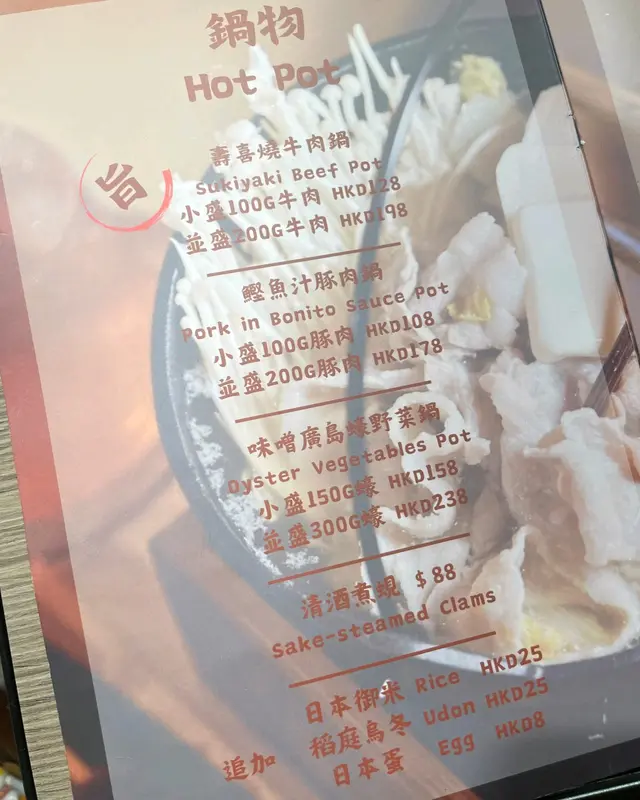 鍋物
Hot Pot
旨
壽喜燒牛肉鍋
Sukiyaki Beef Pot
小盛100G牛肉 HKD128
並盛200G牛肉 HKD198
鰹魚汁豚肉鍋
Pork in Bonito Sauce Pot
小盛100G豚肉 HKD108
並盛200G豚肉 HKD178
味噌廣島蠔野菜鍋
Oyster Vegetables Pot
小盛150G蠔 HKD158
並盛300G蠔 HKD238
清酒煮蜆 $88
Sake-steamed Clams
日本御米 Rice HKD25
稻庭烏冬 Udon HKD25
追加 日本蛋 Egg HKD8